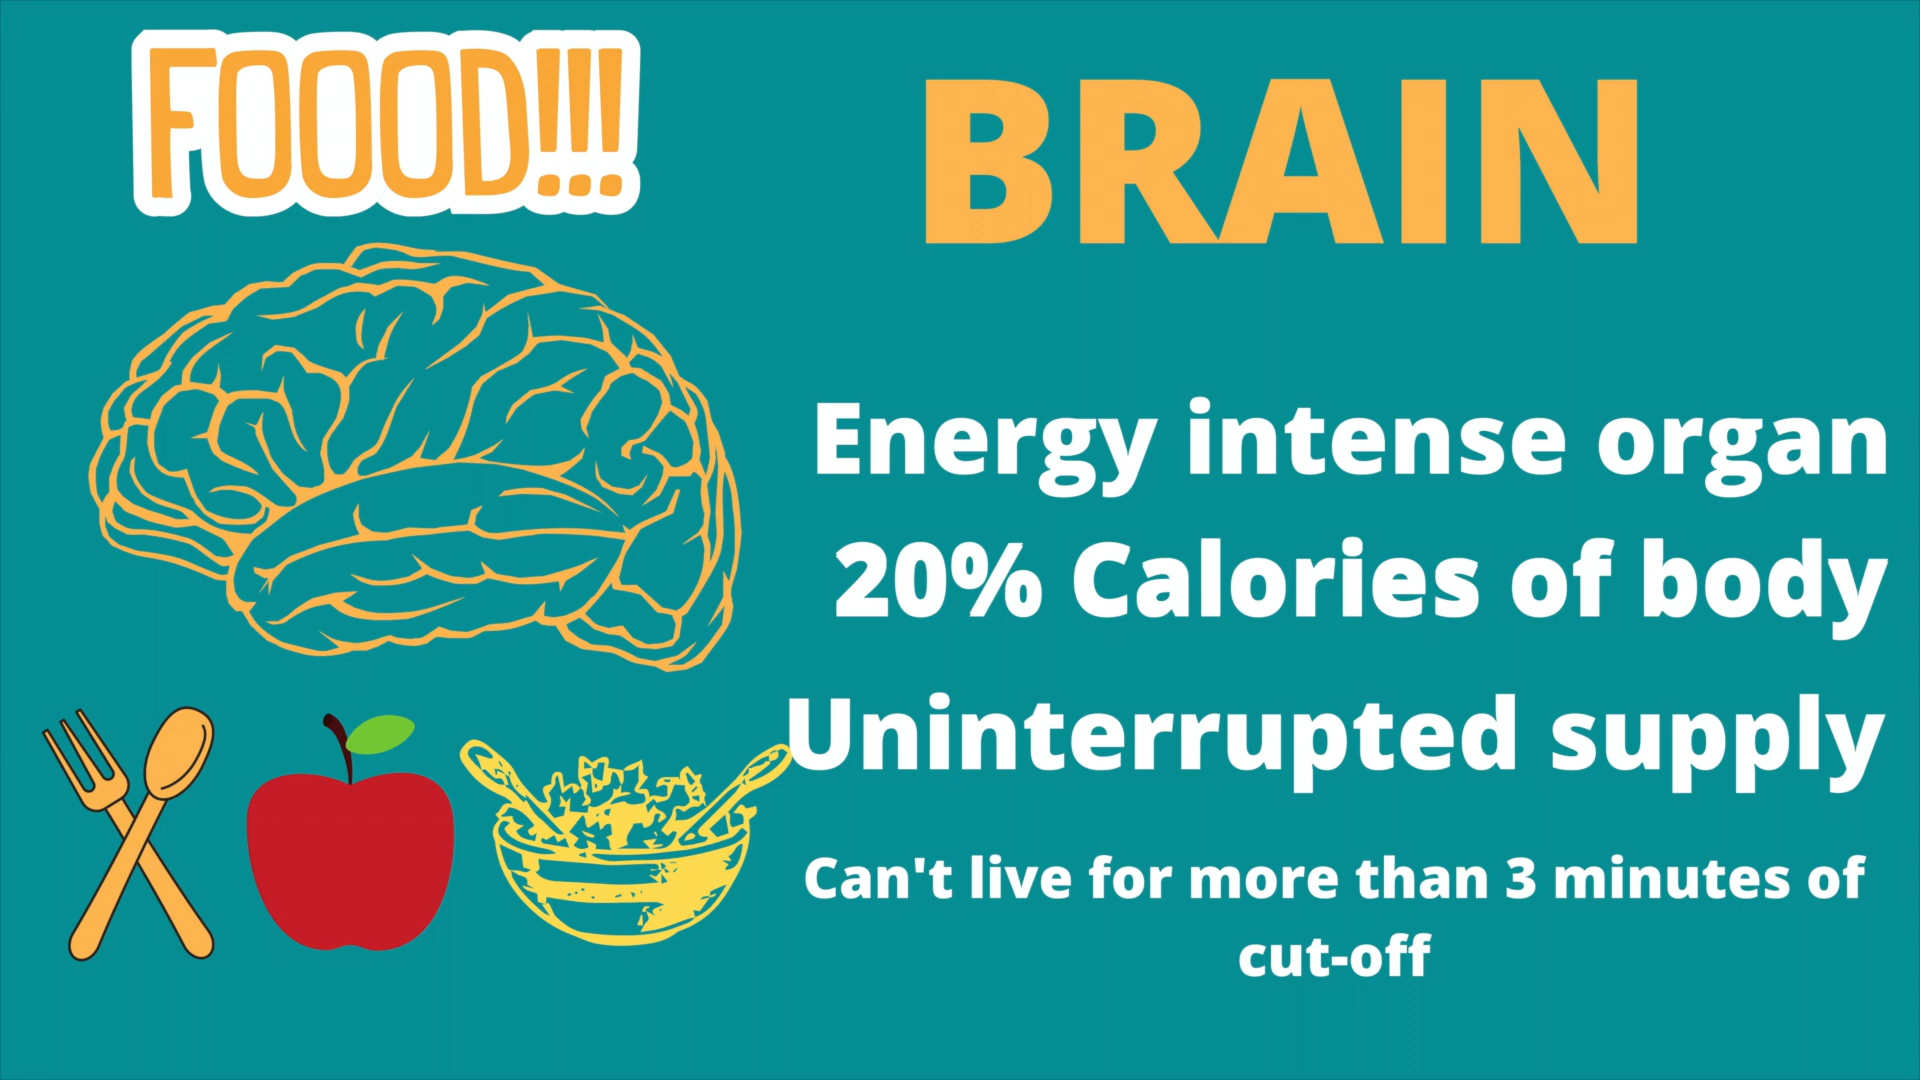 FOOOD!!!
BRAIN
Energy intense organ
20% Calories of body
Uninterrupted supply
Can't live for more than 3 minutes of
cut-off